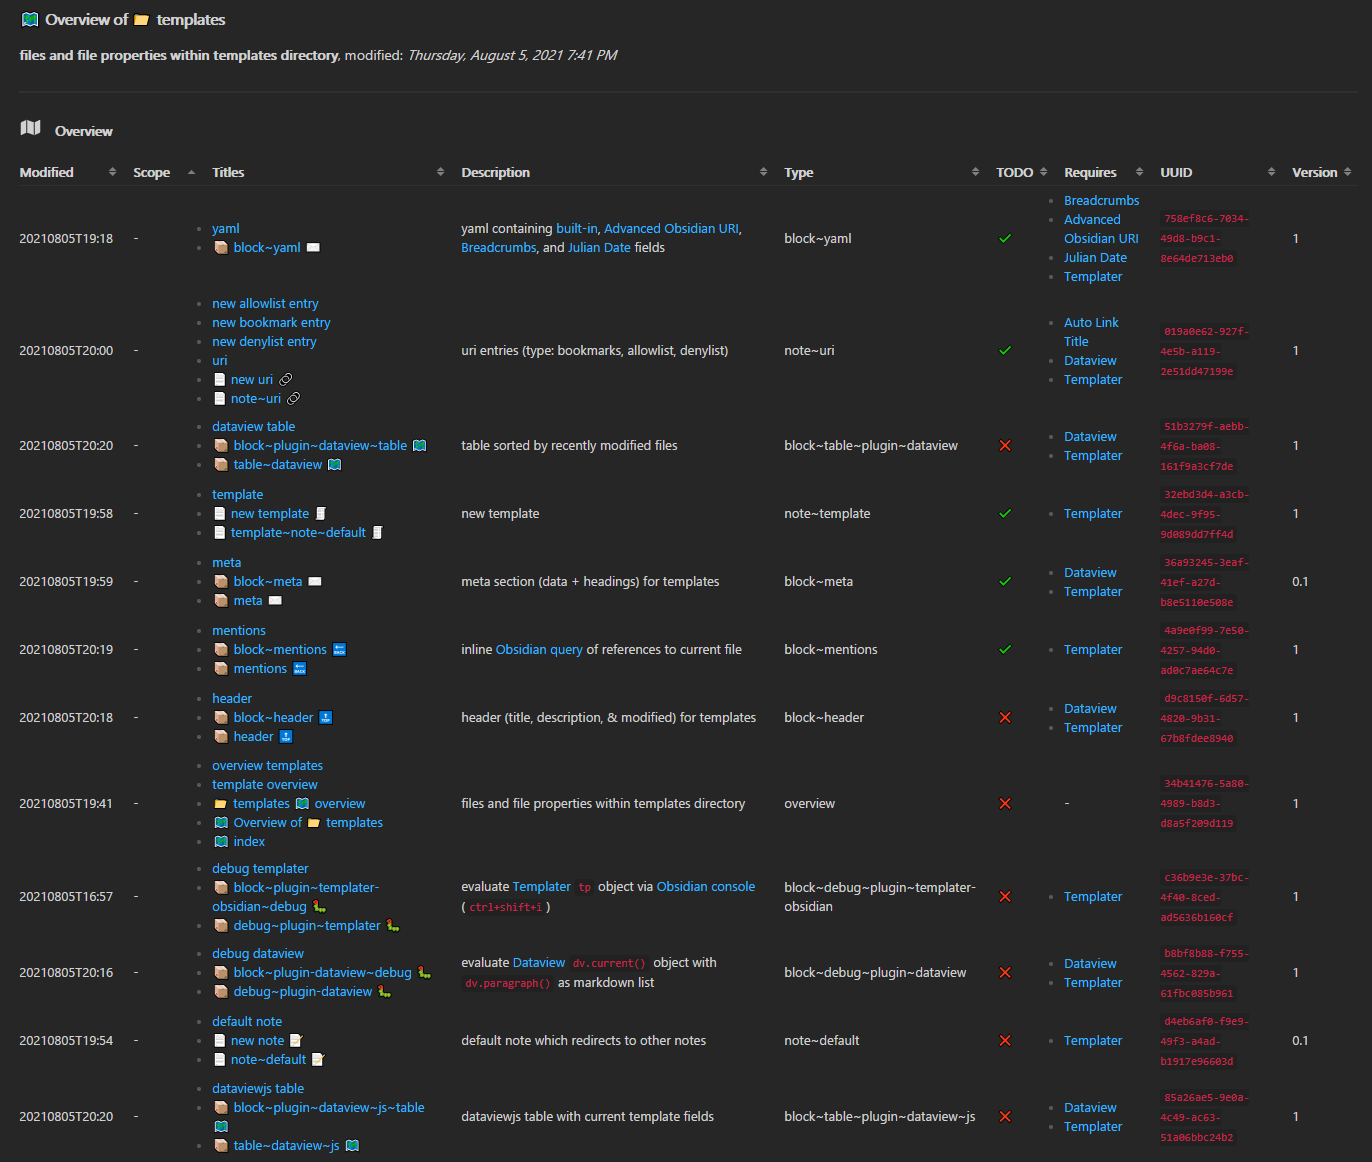 Overview of templates
files and file properties within templates directory, modified: Thursday, August 5, 2021 7:41 PM
Overview
Modified Scope Titles Description Type TODO Requires UUID Version
20210805T19:18 - yaml
block~yaml
yaml containing built-in, Advanced Obsidian URI,
Breadcrumbs, and Julian Date fields
block~yaml
Breadcrumbs
Advanced
Obsidian URI
Julian Date
Templater
758ef8c6-7034-
49d8-b9c1-
8e64de713eb0
1
20210805T20:00 - new allowlist entry
new bookmark entry
new denylist entry
uri
new uri
note~uri
uri entries (type: bookmarks, allowlist, denylist)
note~uri
Auto Link
Title
Dataview
Templater
019a0e62-927f-
4e5b-a119-
2e51dd47199e
1
20210805T20:20 - dataview table
block~plugin~dataview~table
table~dataview
table sorted by recently modified files
block~table~plugin~dataview
Dataview
Templater
51b3279f-aebb-
4f6a-ba08-
161f9a3cf7de
1
20210805T19:58 - template
new template
template~note~default
new template
note~template
Templater
32ebd3d4-a3cb-
4dec-9f95-
9d089dd7ff4d
1
20210805T19:59 - meta
block~meta
meta
meta section (data + headings) for templates
block~meta
Dataview
Templater
36a93245-3eaf-
41ef-a27d-
b8e5110e508e
0.1
20210805T20:19 - mentions
block~mentions
mentions
inline Obsidian query of references to current file
block~mentions
Templater
4a9e0f99-7e50-
4257-94d0-
ad0c7ae64c7e
1
20210805T20:18 - header
block~header
header
header (title, description, & modified) for templates
block~header
Dataview
Templater
d9c8150f-6d57-
4820-9b31-
67b8fdee8940
1
20210805T19:41 - overview templates
template overview
templates overview
Overview of templates
index
files and file properties within templates directory
overview
-
34b41476-5a80-
4989-b8d3-
d8a5f209d119
1
20210805T16:57 - debug templater
block~plugin~templater-
obsidian~debug
debug~plugin~templater
evaluate Templater tp object via Obsidian console
( ctrl+shift+i )
block~debug~plugin~templater-
obsidian
Templater
c36b9e3e-37bc-
4f40-8ced-
ad5636b160cf
1
20210805T20:16 - debug dataview
block~plugin-dataview~debug
debug~plugin-dataview
evaluate Dataview dv.current() object with
dv.paragraph() as markdown list
block~debug~plugin~dataview
Dataview
Templater
b8bf8b88-f755-
4562-829a-
61fbc085b961
1
20210805T19:54 - default note
new note
note~default
default note which redirects to other notes
note~default
Templater
d4eb6af0-f9e9-
49f3-a4ad-
b1917e96603d
0.1
20210805T20:20 - dataviewjs table
block~plugin~dataview~js~table
table~dataview~js
dataviewjs table with current template fields
block~table~plugin~dataview~js
Dataview
Templater
85a26ae5-9e0a-
4c49-ac63-
51a06bbc24b2
1